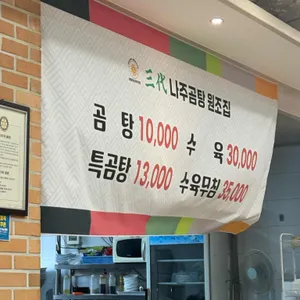 三代 나주곰탕 원조집
곰 탕 10,000 수 육 30,000
특곰탕 13,000 수육무침 35,000